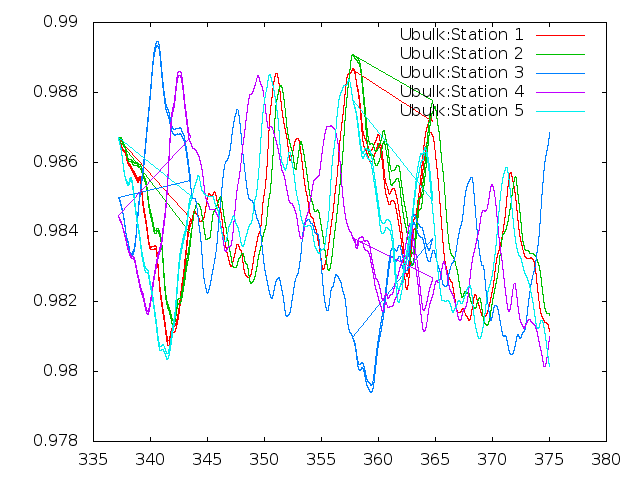 0.99
0.988
0.986
0.984
0.982
0.98
0.978
335 340 345 350 355 360 365 370 375 380
Ubulk:Station 1
Ubulk:Station 2
Ubulk:Station 3
Ubulk:Station 4
Ubulk:Station 5